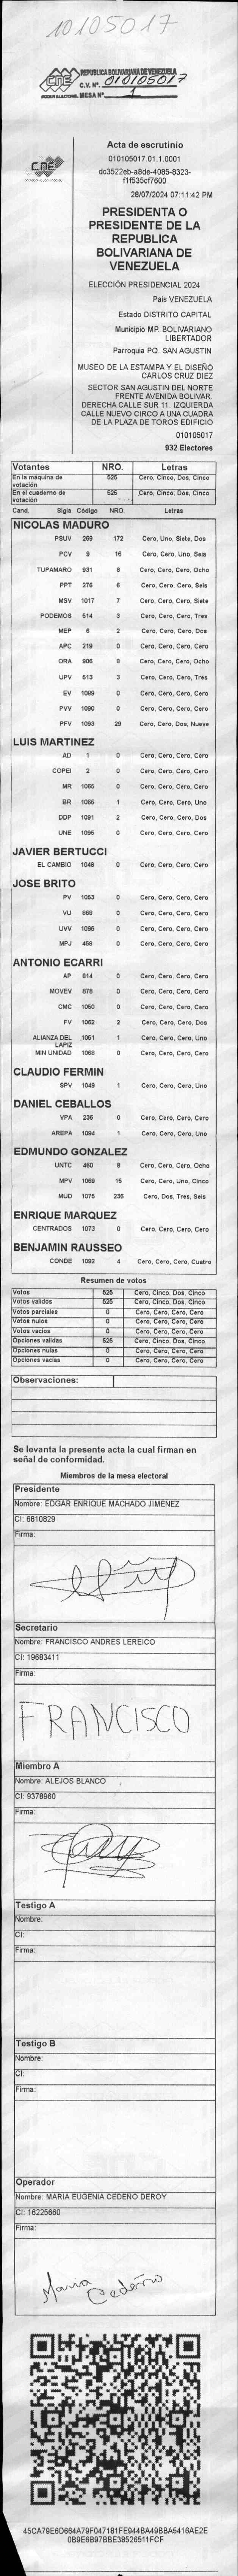 10105017
REPUBLICA BOLIVARIANA DE VENEZUELA
CNE
C.V. Nº. 010105017
PODER ELECTORAL MESA Nº 1
Acta de escrutinio
CNE
010105017.01.1.0001
dc3522eb-a8de-4085-8323-
f1f535cf7600
28/07/2024 07:11:42 PM
PRESIDENTA O
PRESIDENTE DE LA
REPUBLICA
BOLIVARIANA DE
VENEZUELA
ELECCIÓN PRESIDENCIAL 2024
Pais VENEZUELA
Estado DISTRITO CAPITAL
Municipio MP. BOLIVARIANO
LIBERTADOR
Parroquia PQ. SAN AGUSTIN
MUSEO DE LA ESTAMPA Y EL DISEÑO
CARLOS CRUZ DIEZ
SECTOR SAN AGUSTIN DEL NORTE
FRENTE AVENIDA BOLIVAR.
DERECHA CALLE SUR 11. IZQUIERDA
CALLE NUEVO CIRCO A UNA CUADRA
DE LA PLAZA DE TOROS EDIFICIO
010105017
932 Electores
Votantes NRO. Letras
En la máquina de votación 525 Cero, Cinco, Dos, Cinco
En el cuaderno de votación 525 Cero, Cinco, Dos, Cinco
Cand. Sigla Código NRO. Letras
NICOLAS MADURO
PSUV 269 172 Cero, Uno, Siete, Dos
PCV 9 16 Cero, Cero, Uno, Seis
TUPAMARO 931 8 Cero, Cero, Cero, Ocho
PPT 276 6 Cero, Cero, Cero, Seis
MSV 1017 7 Cero, Cero, Cero, Siete
PODEMOS 514 3 Cero, Cero, Cero, Tres
MEP 6 2 Cero, Cero, Cero, Dos
APC 219 0 Cero, Cero, Cero, Cero
ORA 906 8 Cero, Cero, Cero, Ocho
UPV 513 3 Cero, Cero, Cero, Tres
EV 1089 0 Cero, Cero, Cero, Cero
PVV 1090 0 Cero, Cero, Cero, Cero
PFV 1093 29 Cero, Cero, Dos, Nueve
LUIS MARTINEZ
AD 1 0 Cero, Cero, Cero, Cero
COPEI 2 0 Cero, Cero, Cero, Cero
MR 1065 0 Cero, Cero, Cero, Cero
BR 1066 1 Cero, Cero, Cero, Uno
DDP 1091 2 Cero, Cero, Cero, Dos
UNE 1095 0 Cero, Cero, Cero, Cero
JAVIER BERTUCCI
EL CAMBIO 1048 0 Cero, Cero, Cero, Cero
JOSE BRITO
PV 1053 0 Cero, Cero, Cero, Cero
VU 868 0 Cero, Cero, Cero, Cero
UVV 1096 0 Cero, Cero, Cero, Cero
MPJ 458 0 Cero, Cero, Cero, Cero
ANTONIO ECARRI
AP 814 0 Cero, Cero, Cero, Cero
MOVEV 878 0 Cero, Cero, Cero, Cero
CMC 1050 0 Cero, Cero, Cero, Cero
FV 1062 2 Cero, Cero, Cero, Dos
ALIANZA DEL LAPIZ 1051 1 Cero, Cero, Cero, Uno
MIN UNIDAD 1068 0 Cero, Cero, Cero, Cero
CLAUDIO FERMIN
SPV 1049 1 Cero, Cero, Cero, Uno
DANIEL CEBALLOS
VPA 236 0 Cero, Cero, Cero, Cero
AREPA 1094 1 Cero, Cero, Cero, Uno
EDMUNDO GONZALEZ
UNTC 460 8 Cero, Cero, Cero, Ocho
MPV 1069 15 Cero, Cero, Uno, Cinco
MUD 1075 236 Cero, Dos, Tres, Seis
ENRIQUE MARQUEZ
CENTRADOS 1073 0 Cero, Cero, Cero, Cero
BENJAMIN RAUSSEO
CONDE 1092 4 Cero, Cero, Cero, Cuatro
Resumen de votos
Votos 525 Cero, Cinco, Dos, Cinco
Votos validos 525 Cero, Cinco, Dos, Cinco
Votos parciales 0 Cero, Cero, Cero, Cero
Votos nulos 0 Cero, Cero, Cero, Cero
Votos vacios 0 Cero, Cero, Cero, Cero
Opciones validas 525 Cero, Cinco, Dos, Cinco
Opciones nulas 0 Cero, Cero, Cero, Cero
Opciones vacias 0 Cero, Cero, Cero, Cero
Observaciones:
Se levanta la presente acta la cual firman en
señal de conformidad.
Miembros de la mesa electoral
Presidente
Nombre: EDGAR ENRIQUE MACHADO JIMENEZ
CI: 6810829
Firma:
Secretario
Nombre: FRANCISCO ANDRES LEREICO
CI: 19683411
Firma:
FRANCISCO
Miembro A
Nombre: ALEJOS BLANCO
CI: 9378960
Firma:
Testigo A
Nombre:
CI:
Firma:
Testigo B
Nombre:
CI:
Firma:
Operador
Nombre: MARIA EUGENIA CEDEÑO DEROY
CI: 16225660
Firma:
Maria Cedeño
45CA79E6D664A79F047181FE944BA49BBA5416AE2E
0B9E6B97BBE38526511FCF